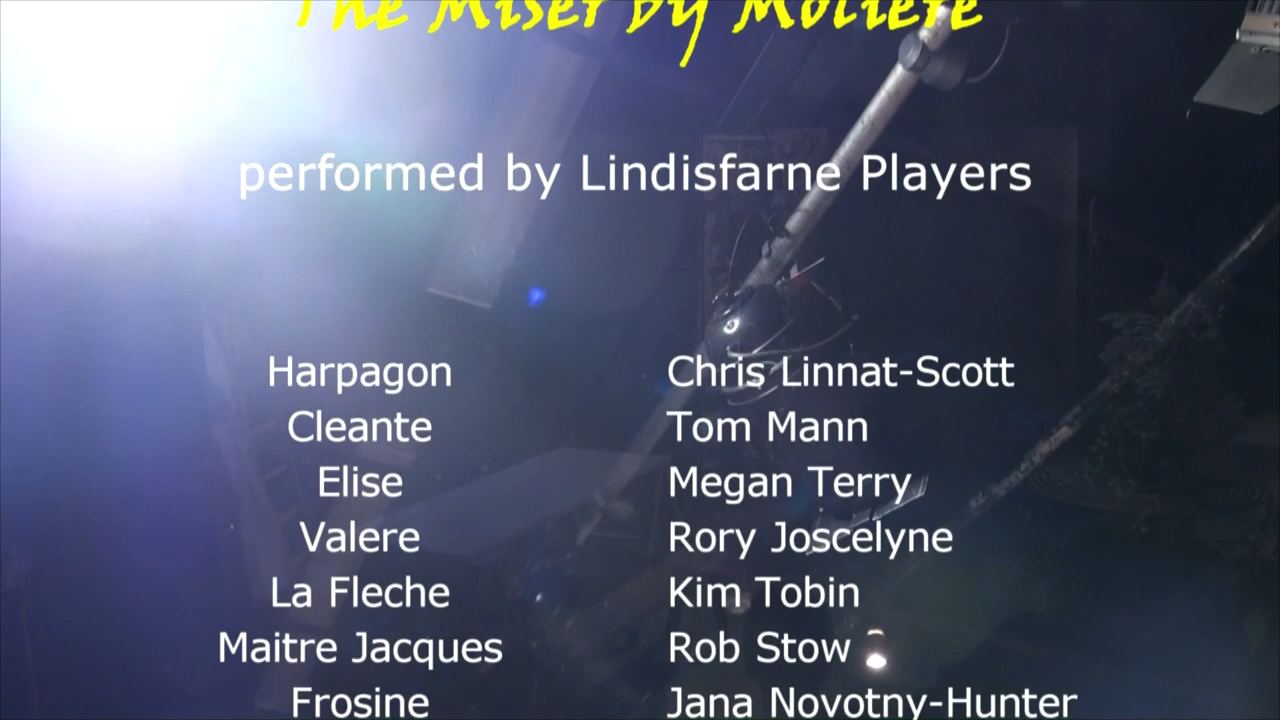 The Miser by Moliere
performed by Lindisfarne Players
Harpagon Chris Linnat-Scott
Cleante Tom Mann
Elise Megan Terry
Valere Rory Joscelyne
La Fleche Kim Tobin
Maitre Jacques Rob Stow
Frosine Jana Novotny-Hunter